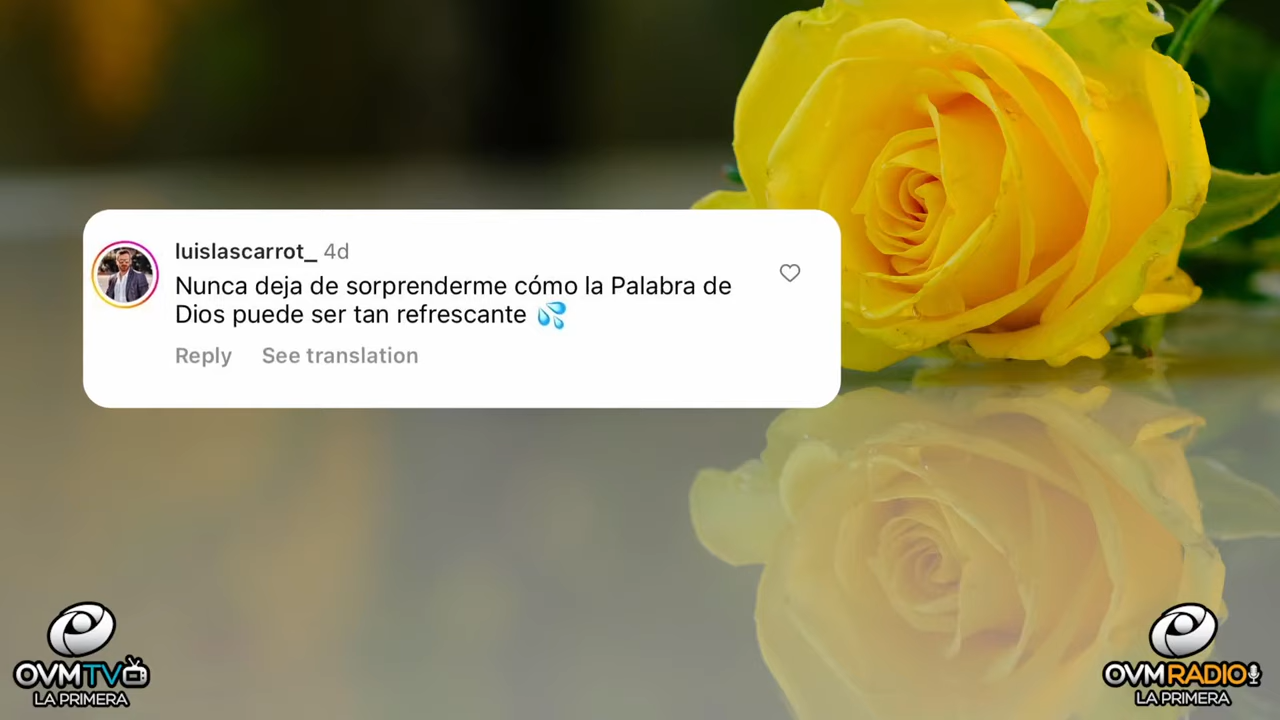 luislascarrot_ 4d
Nunca deja de sorprenderme cómo la Palabra de
Dios puede ser tan refrescante 💦
Reply See translation
OVMTV
LA PRIMERA
OVMRADIO
LA PRIMERA